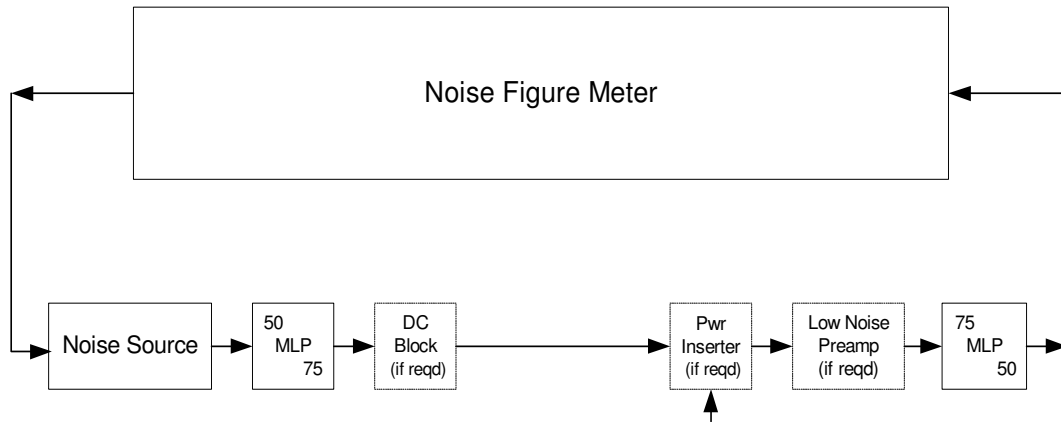 Noise Figure Meter
Noise Source
50
MLP
75
DC
Block
(if reqd)
Pwr
Inserter
(if reqd)
Low Noise
Preamp
(if reqd)
75
MLP
50